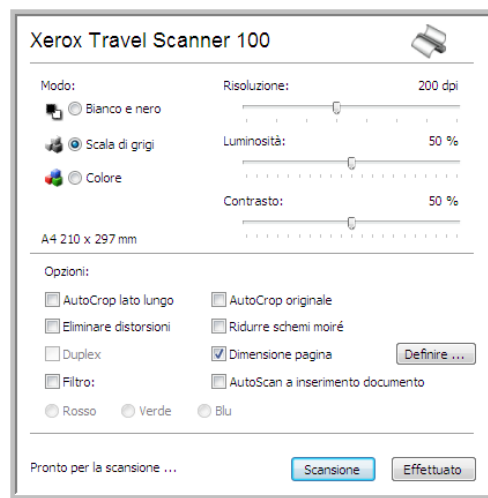 Xerox Travel Scanner 100
Modo: Risoluzione: 200 dpi
Bianco e nero
Scala di grigi Luminosità: 50 %
Colore
Contrasto: 50 %
A4 210 x 297 mm
Opzioni:
AutoCrop lato lungo AutoCrop originale
Eliminare distorsioni Ridurre schemi moiré
Duplex Dimensione pagina Definire ...
Filtro: AutoScan a inserimento documento
Rosso Verde Blu
Pronto per la scansione ... Scansione Effettuato